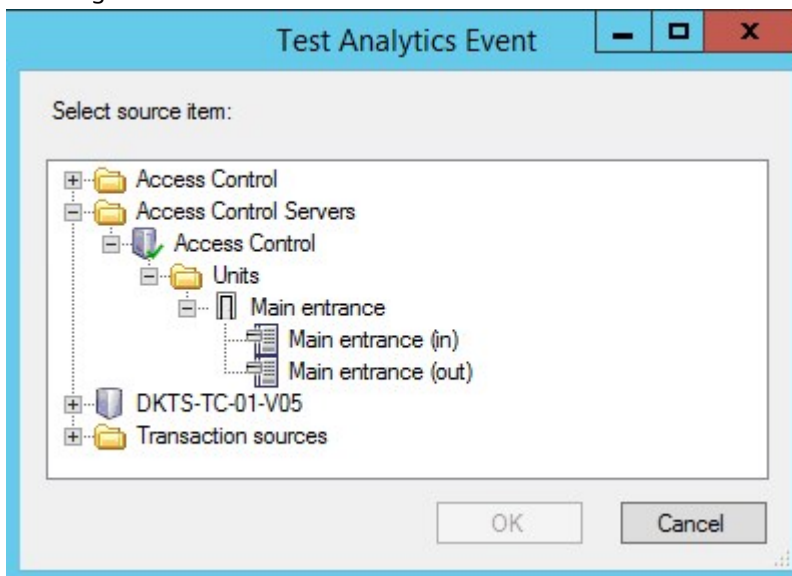 Test Analytics Event
Select source item:
Access Control
Access Control Servers
Access Control
Units
Main entrance
Main entrance (in)
Main entrance (out)
DKTS-TC-01-V05
Transaction sources
OK
Cancel